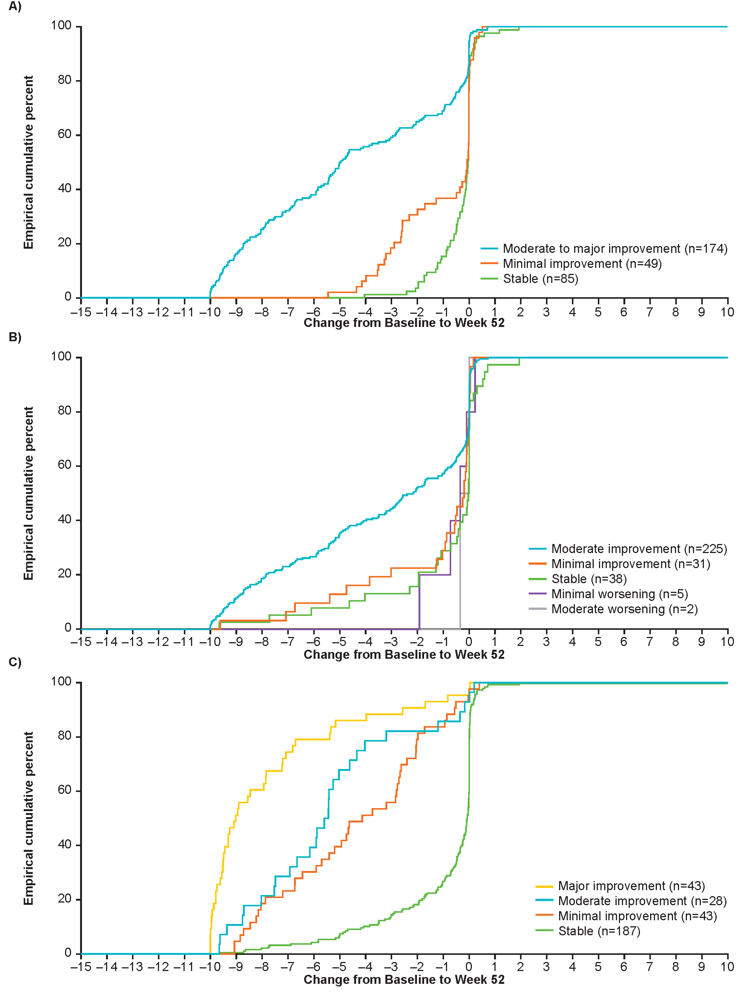 A)
Empirical cumulative percent
100
80
60
40
20
0
Moderate to major improvement (n=174)
Minimal improvement (n=49)
Stable (n=85)
–15 –14 –13 –12 –11 –10 –9 –8 –7 –6 –5 –4 –3 –2 –1 0 1 2 3 4 5 6 7 8 9 10
Change from Baseline to Week 52
B)
Empirical cumulative percent
100
80
60
40
20
0
Moderate improvement (n=225)
Minimal improvement (n=31)
Stable (n=38)
Minimal worsening (n=5)
Moderate worsening (n=2)
–15 –14 –13 –12 –11 –10 –9 –8 –7 –6 –5 –4 –3 –2 –1 0 1 2 3 4 5 6 7 8 9 10
Change from Baseline to Week 52
C)
Empirical cumulative percent
100
80
60
40
20
0
Major improvement (n=43)
Moderate improvement (n=28)
Minimal improvement (n=43)
Stable (n=187)
–15 –14 –13 –12 –11 –10 –9 –8 –7 –6 –5 –4 –3 –2 –1 0 1 2 3 4 5 6 7 8 9 10
Change from Baseline to Week 52